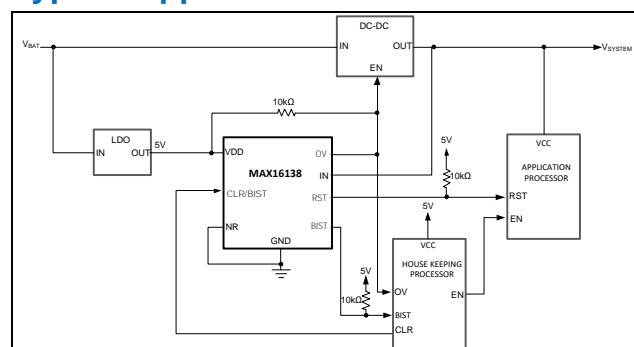 DC-DC
VBAT
IN
OUT
VSYSTEM
EN
10kΩ
LDO
5V
IN
OUT
VDD
OV
5V
VCC
MAX16138
IN
APPLICATION
PROCESSOR
CLR/BIST
RST
10kΩ
RST
5V
EN
NR
BIST
GND
VCC
5V
HOUSE KEEPING
PROCESSOR
10kΩ
OV
EN
BIST
CLR